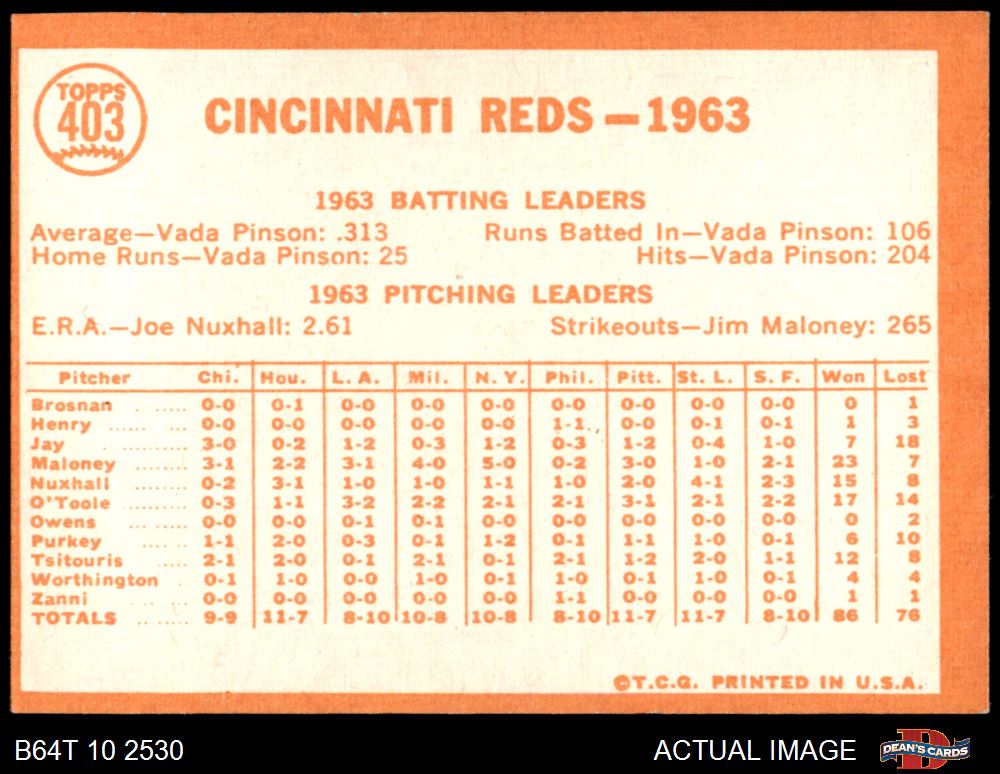 TOPPS
403
CINCINNATI REDS—1963
1963 BATTING LEADERS
Average—Vada Pinson: .313 Runs Batted In—Vada Pinson: 106
Home Runs—Vada Pinson: 25 Hits—Vada Pinson: 204
1963 PITCHING LEADERS
E.R.A.—Joe Nuxhall: 2.61 Strikeouts—Jim Maloney: 265
Pitcher Chi. Hou. L. A. Mil. N. Y. Phil. Pitt. St. L. S. F. Won Lost
Brosnan 0-0 0-1 0-0 0-0 0-0 0-0 0-0 0-0 0-0 0 1
Henry 0-0 0-0 0-0 0-0 0-0 1-1 0-0 0-1 0-1 1 3
Jay 3-0 0-2 1-2 0-3 1-2 0-3 1-2 0-4 1-0 7 18
Maloney 3-1 2-2 3-1 4-0 5-0 0-2 3-0 1-0 2-1 23 7
Nuxhall 0-2 3-1 1-0 1-0 1-1 1-0 2-0 4-1 2-3 15 8
O'Toole 0-3 1-1 3-2 2-2 2-1 2-1 3-1 2-1 2-2 17 14
Owens 0-0 0-0 0-1 0-1 0-0 0-0 0-0 0-0 0-0 0 2
Purkey 1-1 2-0 0-3 1-0 1-2 0-1 1-1 1-0 0-2 6 10
Tsitouris 2-1 2-0 0-1 2-1 0-1 2-1 1-2 2-0 1-1 12 8
Worthington 0-1 1-0 0-0 1-0 0-1 1-0 0-1 1-0 0-1 4 4
Zanni 0-0 0-0 0-0 0-0 0-0 1-1 0-0 0-0 0-0 1 1
TOTALS 9-9 11-7 8-10 10-8 10-8 8-10 11-7 11-7 8-10 86 76
©T.C.G. PRINTED IN U.S.A.
B64T 10 2530 ACTUAL IMAGE DEAN'S CARDS